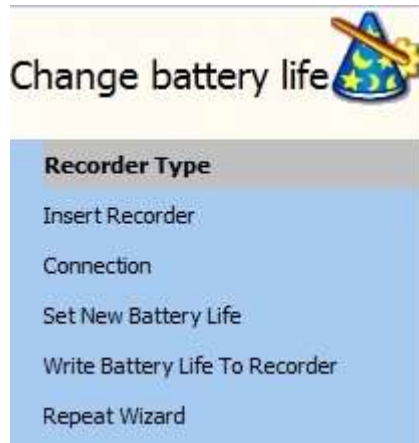 Change battery life
Recorder Type
Insert Recorder
Connection
Set New Battery Life
Write Battery Life To Recorder
Repeat Wizard